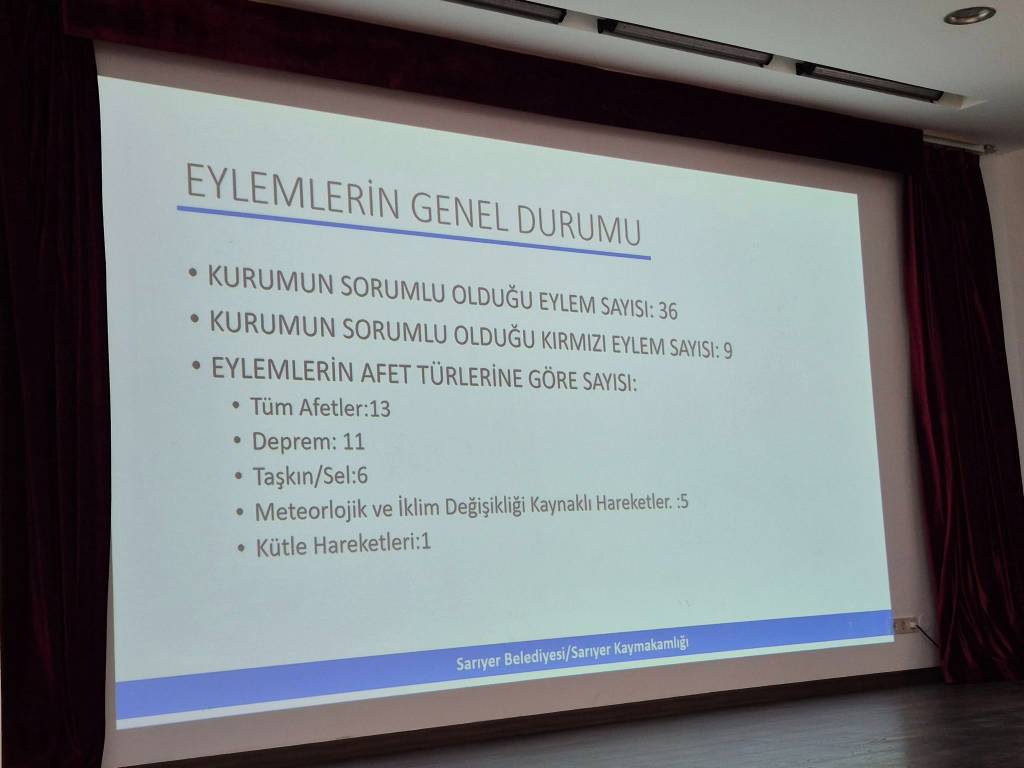 EYLEMLERİN GENEL DURUMU
• KURUMUN SORUMLU OLDUĞU EYLEM SAYISI: 36
• KURUMUN SORUMLU OLDUĞU KIRMIZI EYLEM SAYISI: 9
• EYLEMLERİN AFET TÜRLERİNE GÖRE SAYISI:
• Tüm Afetler:13
• Deprem: 11
• Taşkın/Sel:6
• Meteorlojik ve İklim Değişikliği Kaynaklı Hareketler. :5
• Kütle Hareketleri:1
Sarıyer Belediyesi/Sarıyer Kaymakamlığı